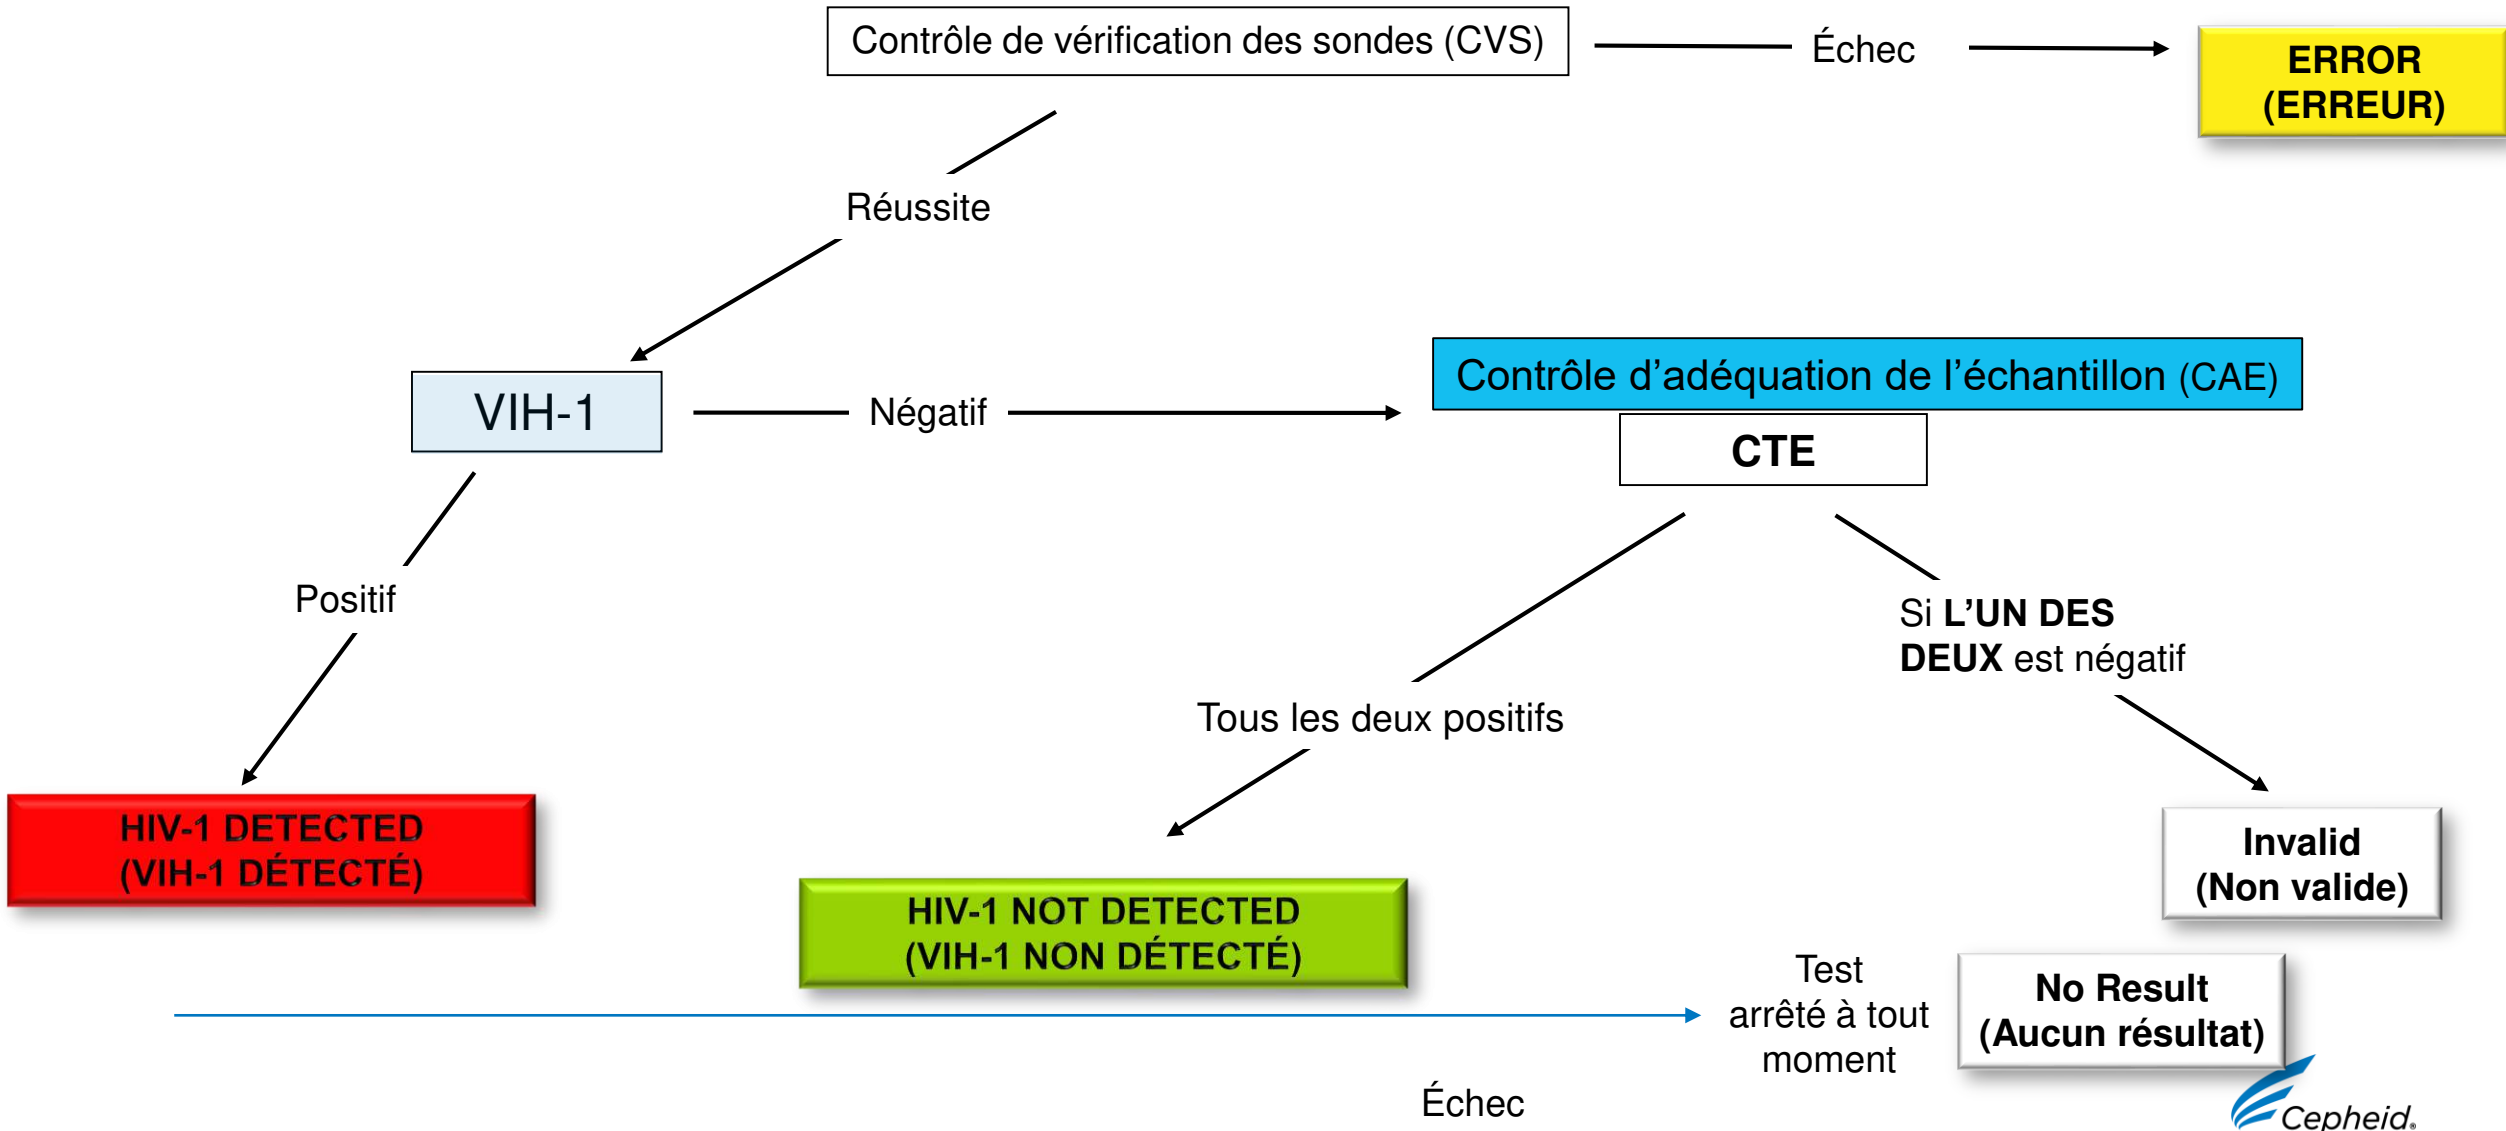 Contrôle de vérification des sondes (CVS)
Échec
ERROR
(ERREUR)
Réussite
VIH-1
Négatif
Contrôle d’adéquation de l’échantillon (CAE)
CTE
Positif
Si L’UN DES
DEUX est négatif
Tous les deux positifs
HIV-1 DETECTED
(VIH-1 DÉTECTÉ)
HIV-1 NOT DETECTED
(VIH-1 NON DÉTECTÉ)
Invalid
(Non valide)
Test
arrêté à tout
moment
No Result
(Aucun résultat)
Échec
Cepheid.